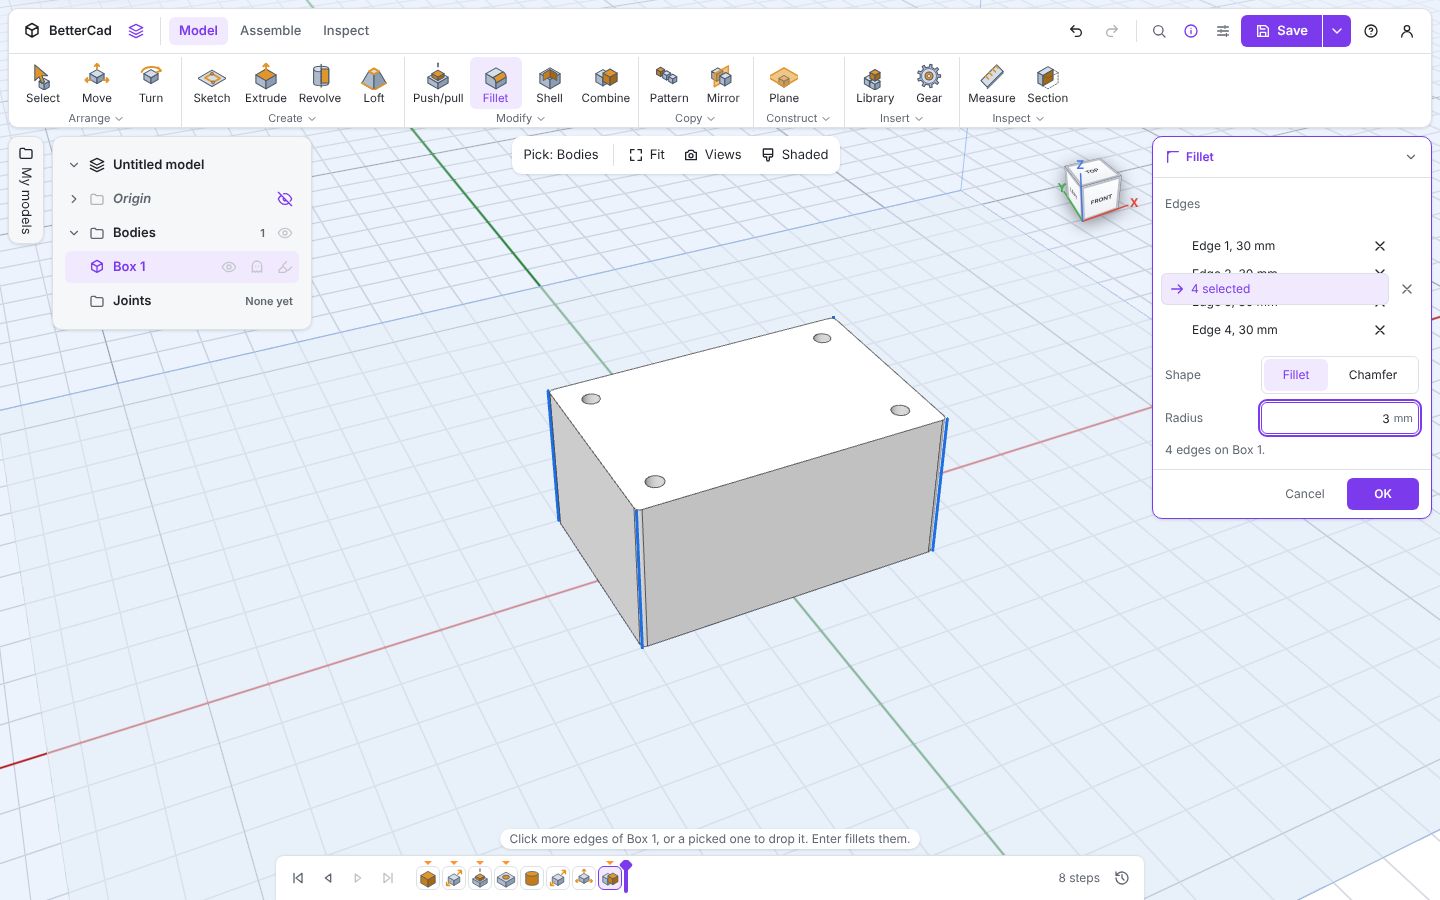 BetterCad
Model
Assemble
Inspect
Save
Select
Move
Turn
Sketch
Extrude
Revolve
Loft
Push/pull
Fillet
Shell
Combine
Pattern
Mirror
Plane
Library
Gear
Measure
Section
Arrange
Create
Modify
Copy
Construct
Insert
Inspect
My models
Untitled model
Origin
Bodies
1
Box 1
Joints
None yet
Pick: Bodies
Fit
Views
Shaded
Z
Y
X
TOP
FRONT
Fillet
Edges
Edge 1, 30 mm
4 selected
Edge 4, 30 mm
Shape
Fillet
Chamfer
Radius
3 mm
4 edges on Box 1.
Cancel
OK
Click more edges of Box 1, or a picked one to drop it. Enter fillets them.
8 steps